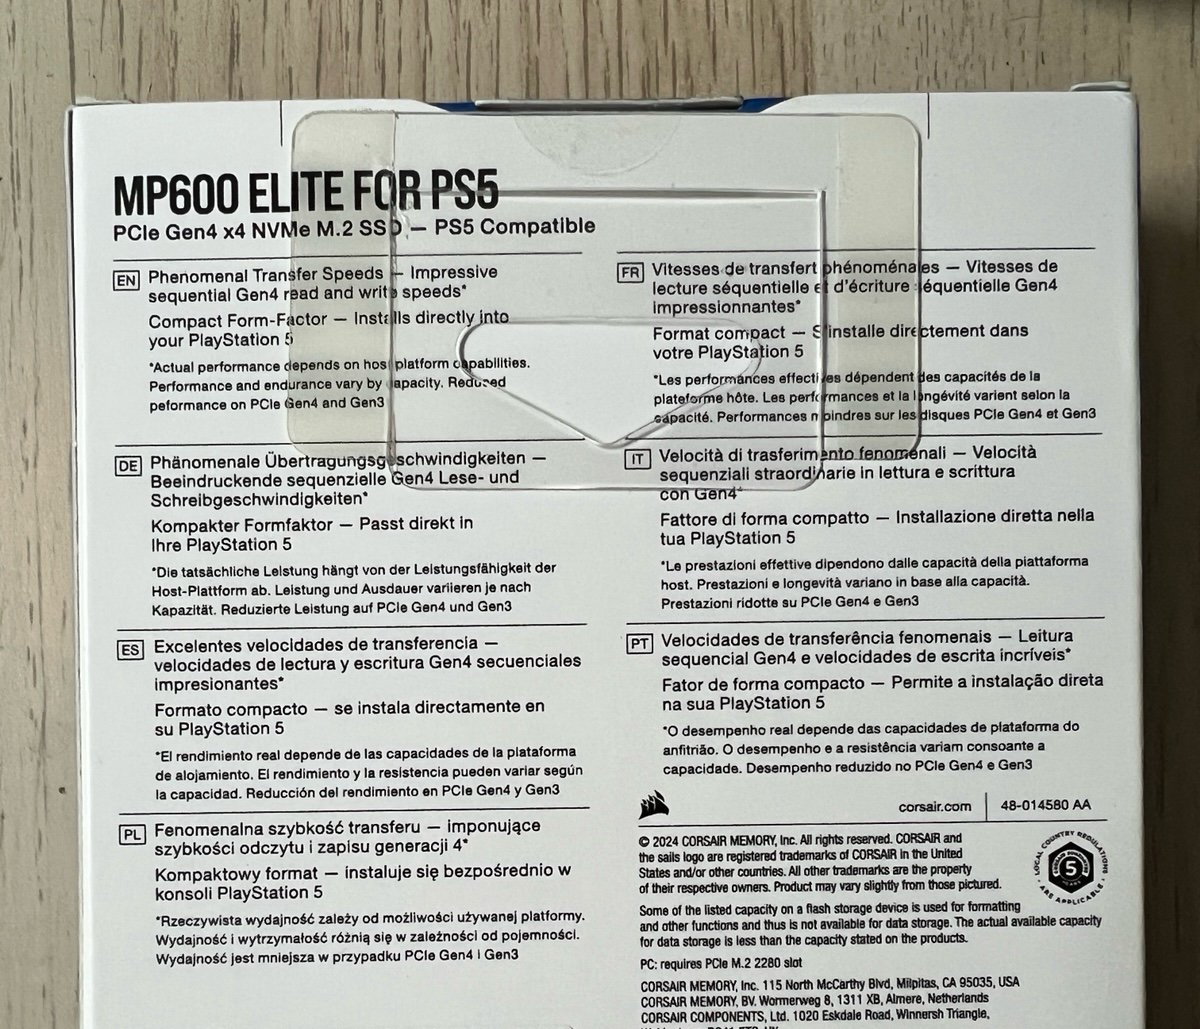 MP600 ELITE FOR PS5
PCIe Gen4 x4 NVMe M.2 SSD — PS5 Compatible
EN
Phenomenal Transfer Speeds — Impressive
sequential Gen4 read and write speeds*
Compact Form-Factor — Installs directly into
your PlayStation 5
*Actual performance depends on host platform capabilities.
Performance and endurance vary by capacity. Reduced
peformance on PCIe Gen4 and Gen3
DE
Phänomenale Übertragungsgeschwindigkeiten —
Beeindruckende sequenzielle Gen4 Lese- und
Schreibgeschwindigkeiten*
Kompakter Formfaktor — Passt direkt in
Ihre PlayStation 5
*Die tatsächliche Leistung hängt von der Leistungsfähigkeit der
Host-Plattform ab. Leistung und Ausdauer variieren je nach
Kapazität. Reduzierte Leistung auf PCIe Gen4 und Gen3
ES
Excelentes velocidades de transferencia —
velocidades de lectura y escritura Gen4 secuenciales
impresionantes*
Formato compacto — se instala directamente en
su PlayStation 5
*El rendimiento real depende de las capacidades de la plataforma
de alojamiento. El rendimiento y la resistencia pueden variar según
la capacidad. Reducción del rendimiento en PCIe Gen4 y Gen3
PL
Fenomenalna szybkość transferu — imponujące
szybkości odczytu i zapisu generacji 4*
Kompaktowy format — instaluje się bezpośrednio w
konsoli PlayStation 5
*Rzeczywista wydajność zależy od możliwości używanej platformy.
Wydajność i wytrzymałość różnią się w zależności od pojemności.
Wydajność jest mniejsza w przypadku PCIe Gen4 i Gen3
FR
Vitesses de transfert phénoménales — Vitesses de
lecture séquentielle et d'écriture séquentielle Gen4
impressionnantes*
Format compact — S'installe directement dans
votre PlayStation 5
*Les performances effectives dépendent des capacités de la
plateforme hôte. Les performances et la longévité varient selon la
capacité. Performances moindres sur les disques PCIe Gen4 et Gen3
IT
Velocità di trasferimento fenomenali — Velocità
sequenziali straordinarie in lettura e scrittura
con Gen4*
Fattore di forma compatto — Installazione diretta nella
tua PlayStation 5
*Le prestazioni effettive dipendono dalle capacità della piattaforma
host. Prestazioni e longevità variano in base alla capacità.
Prestazioni ridotte su PCIe Gen4 e Gen3
PT
Velocidades de transferência fenomenais — Leitura
sequencial Gen4 e velocidades de escrita incríveis*
Fator de forma compacto — Permite a instalação direta
na sua PlayStation 5
*O desempenho real depende das capacidades de plataforma do
anfitrião. O desempenho e a resistência variam consoante a
capacidade. Desempenho reduzido no PCIe Gen4 e Gen3
corsair.com | 48-014580 AA
© 2024 CORSAIR MEMORY, Inc. All rights reserved. CORSAIR and
the sails logo are registered trademarks of CORSAIR in the United
States and/or other countries. All other trademarks are the property
of their respective owners. Product may vary slightly from those pictured.
LOCAL COUNTRY REGULATIONS
5
ARE APPLICABLE
Some of the listed capacity on a flash storage device is used for formatting
and other functions and thus is not available for data storage. The actual available capacity
for data storage is less than the capacity stated on the products.
PC: requires PCIe M.2 2280 slot
CORSAIR MEMORY, Inc. 115 North McCarthy Blvd, Milpitas, CA 95035, USA
CORSAIR MEMORY, BV. Wormerweg 8, 1311 XB, Almere, Netherlands
CORSAIR COMPONENTS, Ltd. 1020 Eskdale Road, Winnersh Triangle,